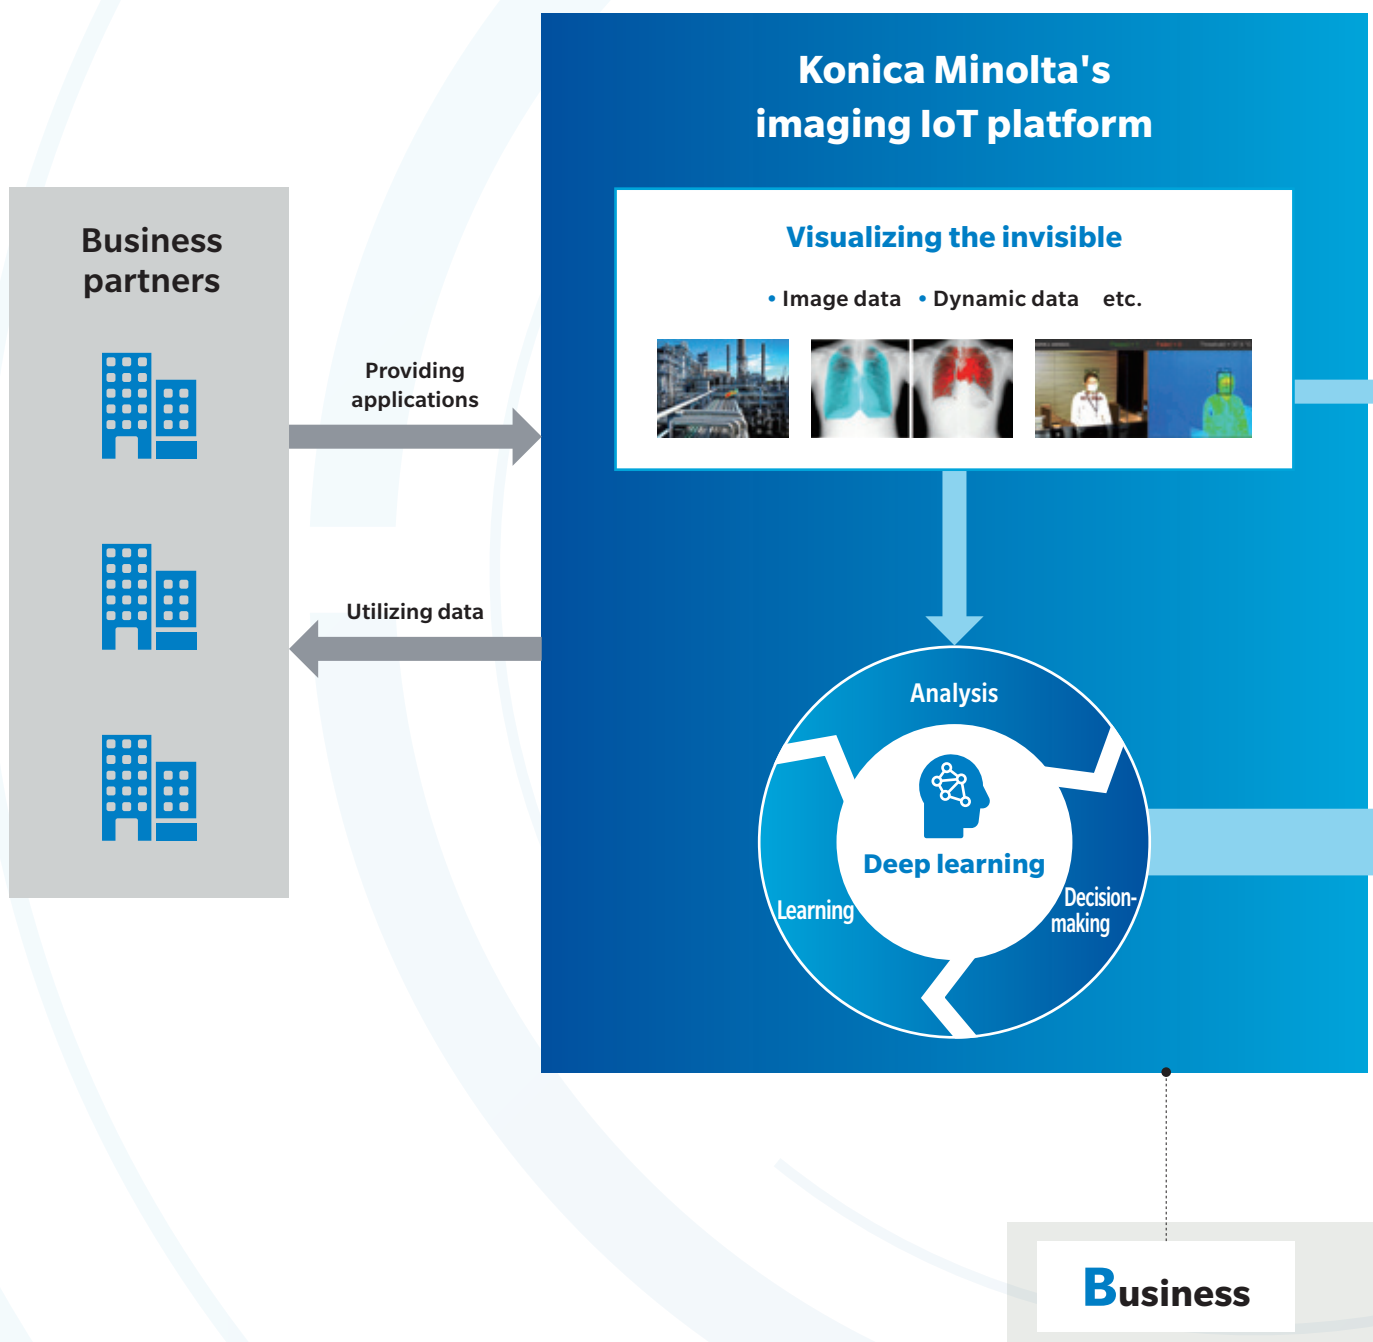 Konica Minolta's
imaging IoT platform
Business
partners
Visualizing the invisible
• Image data • Dynamic data etc.
Providing
applications
Utilizing data
Analysis
Deep learning
Learning
Decision-
making
Business